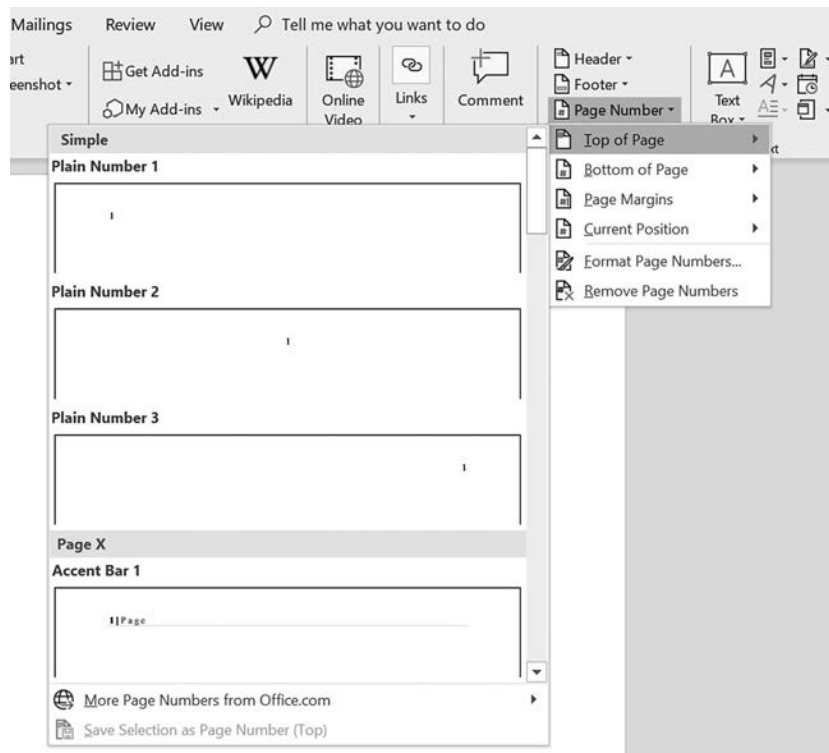 Mailings Review View Tell me what you want to do
art
eenshot
Get Add-ins
My Add-ins
W
Wikipedia
Online
Video
Links
Comment
Header
Footer
Page Number
A
Text
Box
Simple
Plain Number 1
1
Plain Number 2
1
Plain Number 3
1
Page X
Accent Bar 1
1|Page
More Page Numbers from Office.com
Save Selection as Page Number (Top)
Top of Page
Bottom of Page
Page Margins
Current Position
Format Page Numbers...
Remove Page Numbers